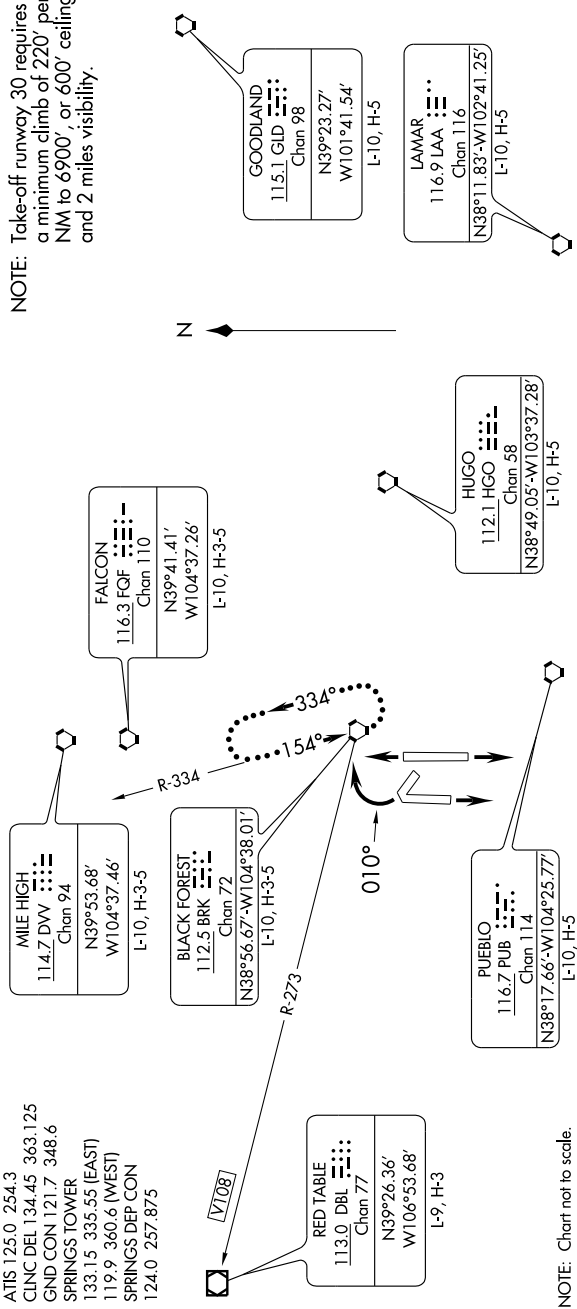 ATIS 125.0 254.3
CLNC DEL 134.45 363.125
GND CON 121.7 348.6
SPRINGS TOWER
133.15 335.55 (EAST)
119.9 360.6 (WEST)
SPRINGS DEP CON
124.0 257.875
NOTE: Take-off runway 30 requires
a minimum climb of 220' per
NM to 6900', or 600' ceiling
and 2 miles visibility.
MILE HIGH
114.7 DVV
Chan 94
N39°53.68'
W104°37.46'
L-10, H-3-5
FALCON
116.3 FQF
Chan 110
N39°41.41'
W104°37.26'
L-10, H-3-5
N
GOODLAND
115.1 GLD
Chan 98
N39°23.27'
W101°41.54'
L-10, H-5
BLACK FOREST
112.5 BRK
Chan 72
N38°56.67'-W104°38.01'
L-10, H-3-5
R-334
334°
154°
R-273
V108
010°
LAMAR
116.9 LAA
Chan 116
N38°11.83'-W102°41.25'
L-10, H-5
HUGO
112.1 HGO
Chan 58
N38°49.05'-W103°37.28'
L-10, H-5
RED TABLE
113.0 DBL
Chan 77
N39°26.36'
W106°53.68'
L-9, H-3
PUEBLO
116.7 PUB
Chan 114
N38°17.66'-W104°25.77'
L-10, H-5
NOTE: Chart not to scale.